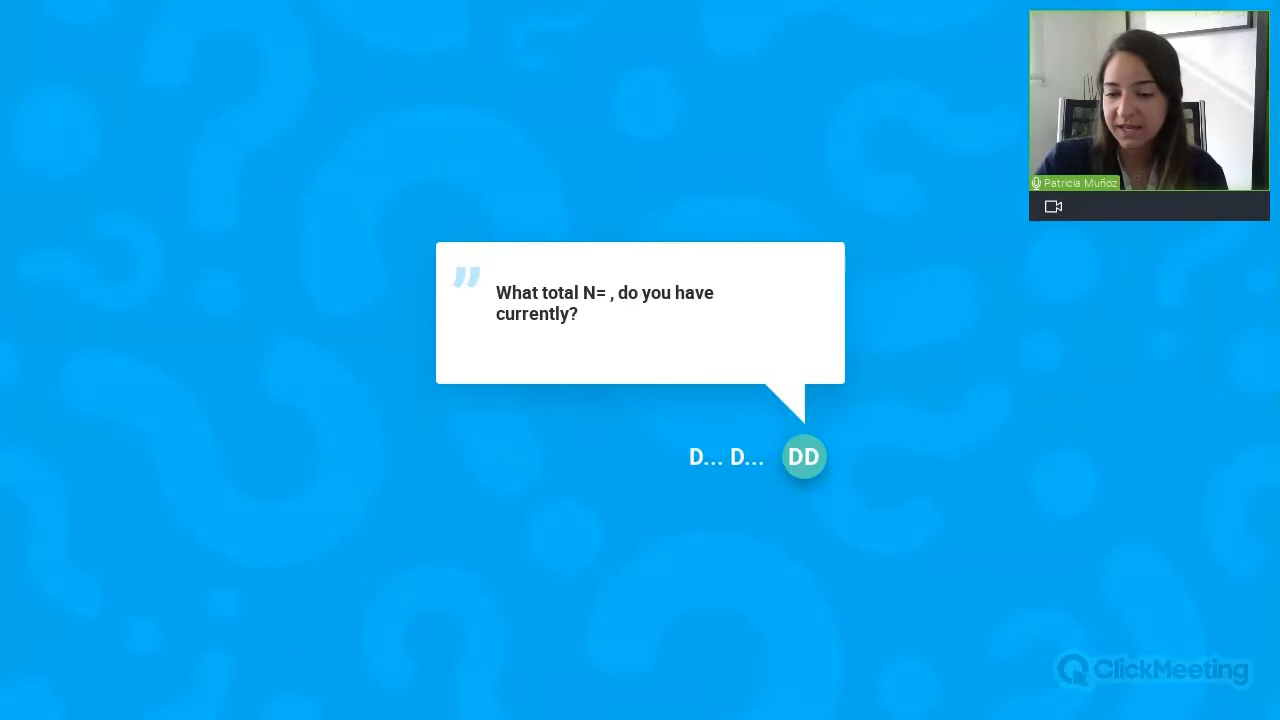 Patricia Muñoz
”
What total N= , do you have
currently?
D... D...
DD
ClickMeeting